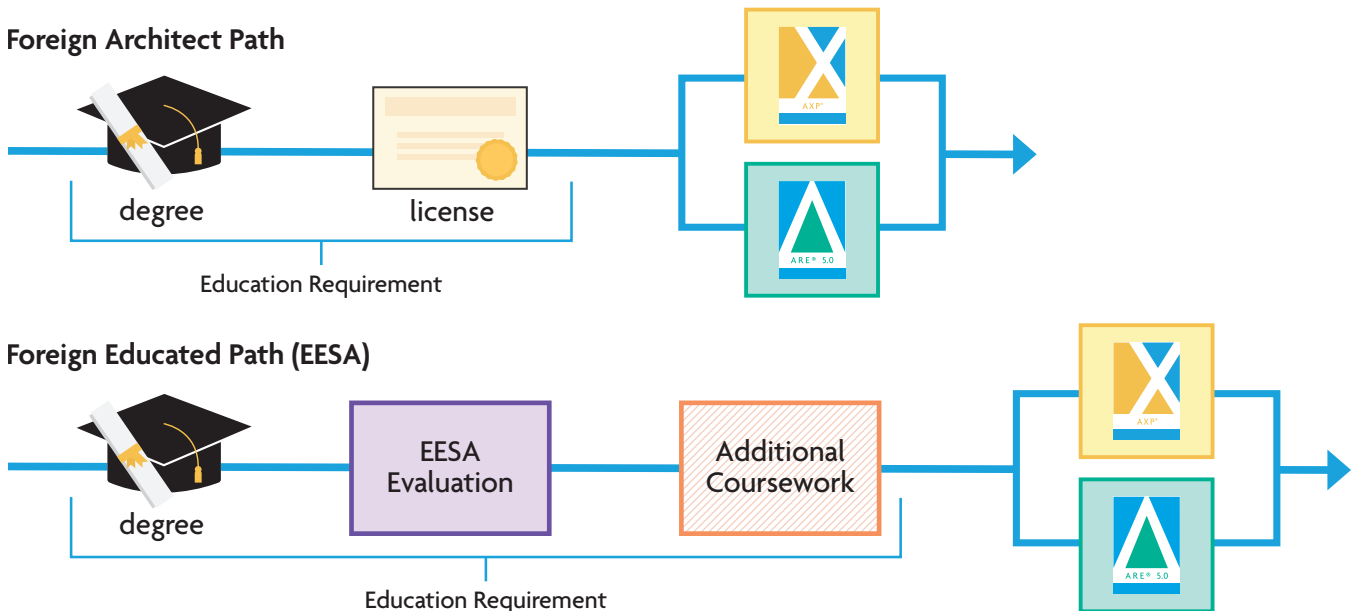 Foreign Architect Path
AXP®
degree
license
ARE® 5.0
Education Requirement
Foreign Educated Path (EESA)
AXP®
EESA
Evaluation
Additional
Coursework
degree
ARE® 5.0
Education Requirement